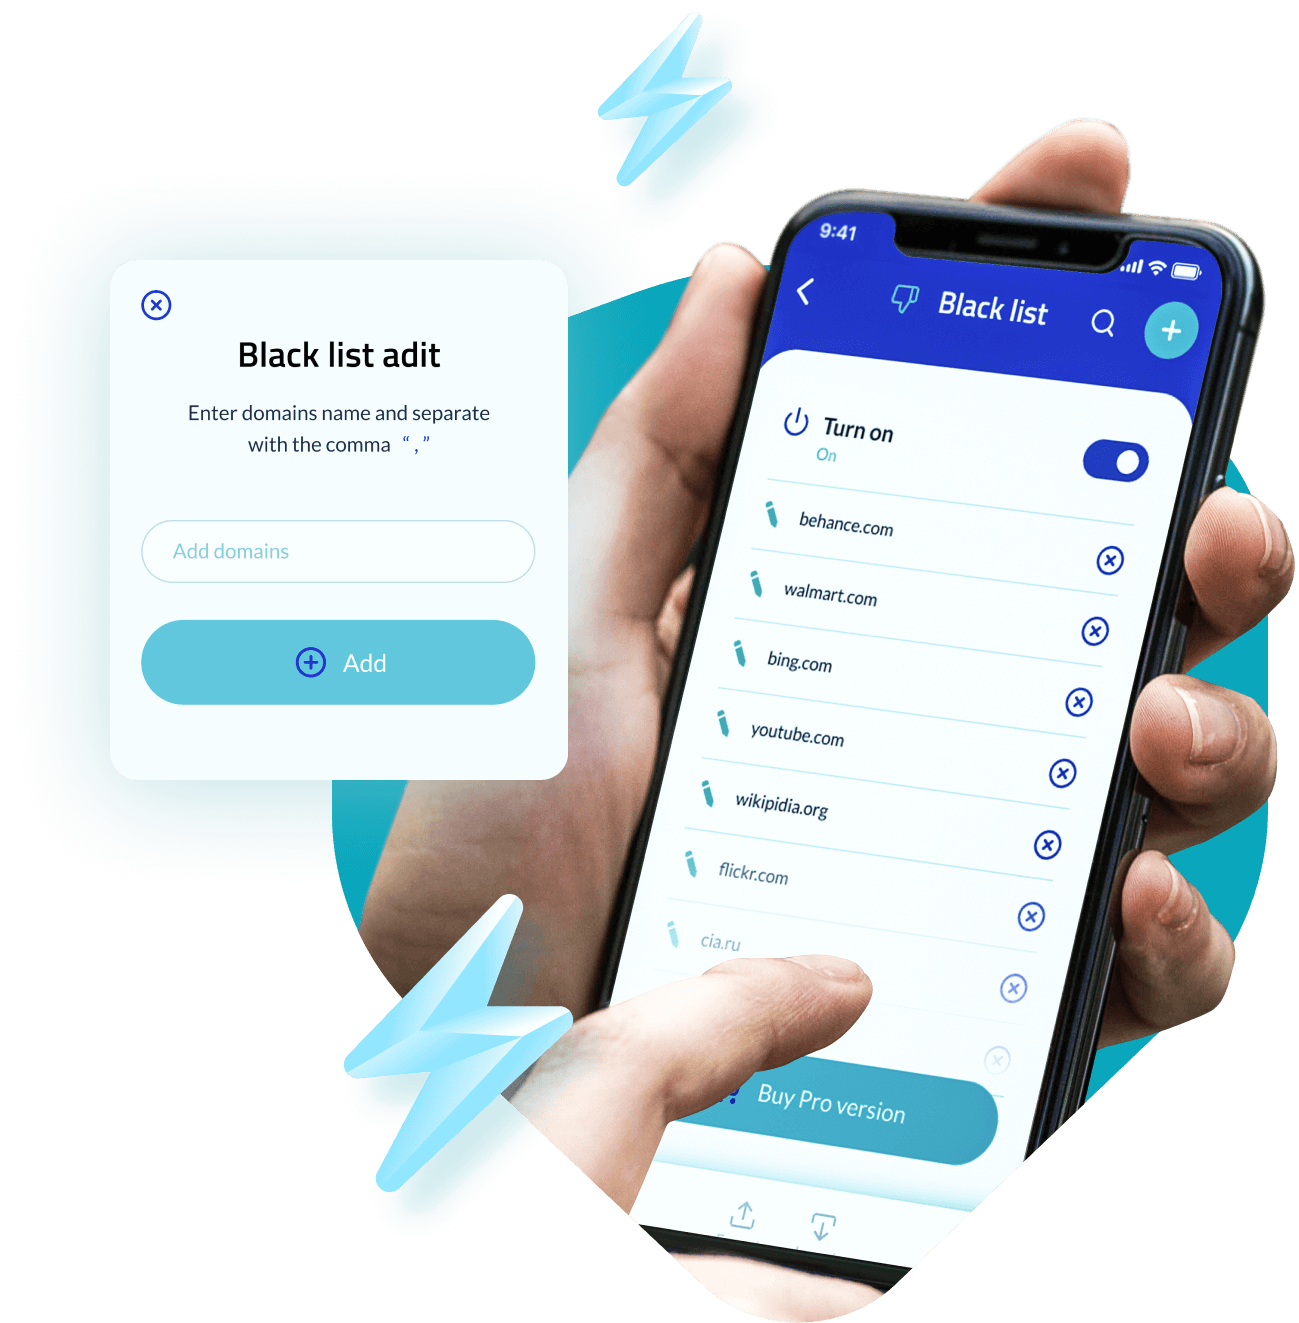 Black list adit
Enter domains name and separate
with the comma “ , ”
Add domains
Add
9:41
Black list
Turn on
On
behance.com
walmart.com
bing.com
youtube.com
wikipidia.org
flickr.com
cia.ru
Buy Pro version